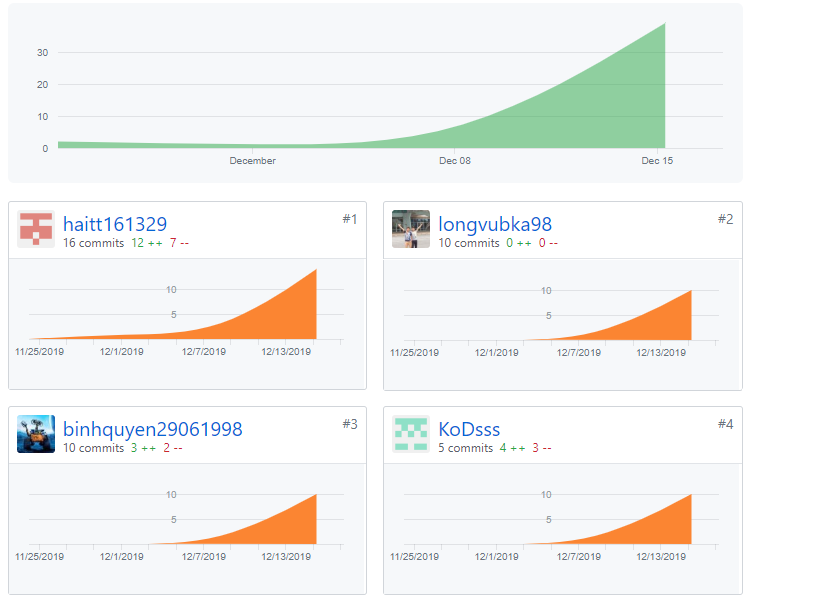 30
20
10
0
December Dec 08 Dec 15
haitt161329 #1
16 commits 12 ++ 7 --
10
5
11/25/2019 12/1/2019 12/7/2019 12/13/2019
longvubka98 #2
10 commits 0 ++ 0 --
10
5
11/25/2019 12/1/2019 12/7/2019 12/13/2019
binhquyen29061998 #3
10 commits 3 ++ 2 --
10
5
11/25/2019 12/1/2019 12/7/2019 12/13/2019
KoDsss #4
5 commits 4 ++ 3 --
10
5
11/25/2019 12/1/2019 12/7/2019 12/13/2019